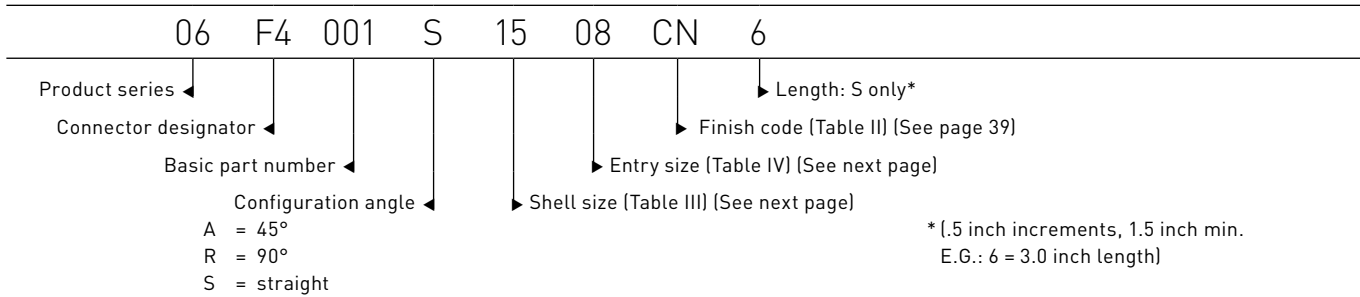 06 F4 001 S 15 08 CN 6
Product series
Length: S only*
Connector designator
Finish code (Table II) (See page 39)
Basic part number
Entry size (Table IV) (See next page)
Configuration angle
Shell size (Table III) (See next page)
A = 45°
R = 90°
S = straight
* (.5 inch increments, 1.5 inch min.
E.G.: 6 = 3.0 inch length)